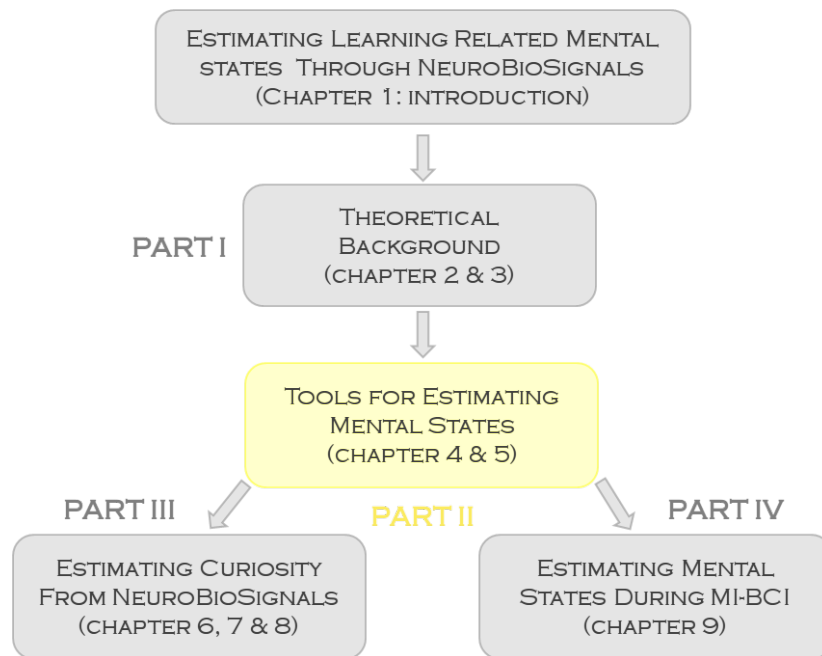 Estimating Learning Related Mental
states Through NeuroBioSignals
(Chapter 1: introduction)
PART I
Theoretical
Background
(chapter 2 & 3)
Tools for Estimating
Mental States
(chapter 4 & 5)
PART III
PART II
PART IV
Estimating Curiosity
From NeuroBioSignals
(chapter 6, 7 & 8)
Estimating Mental
States During MI-BCI
(chapter 9)